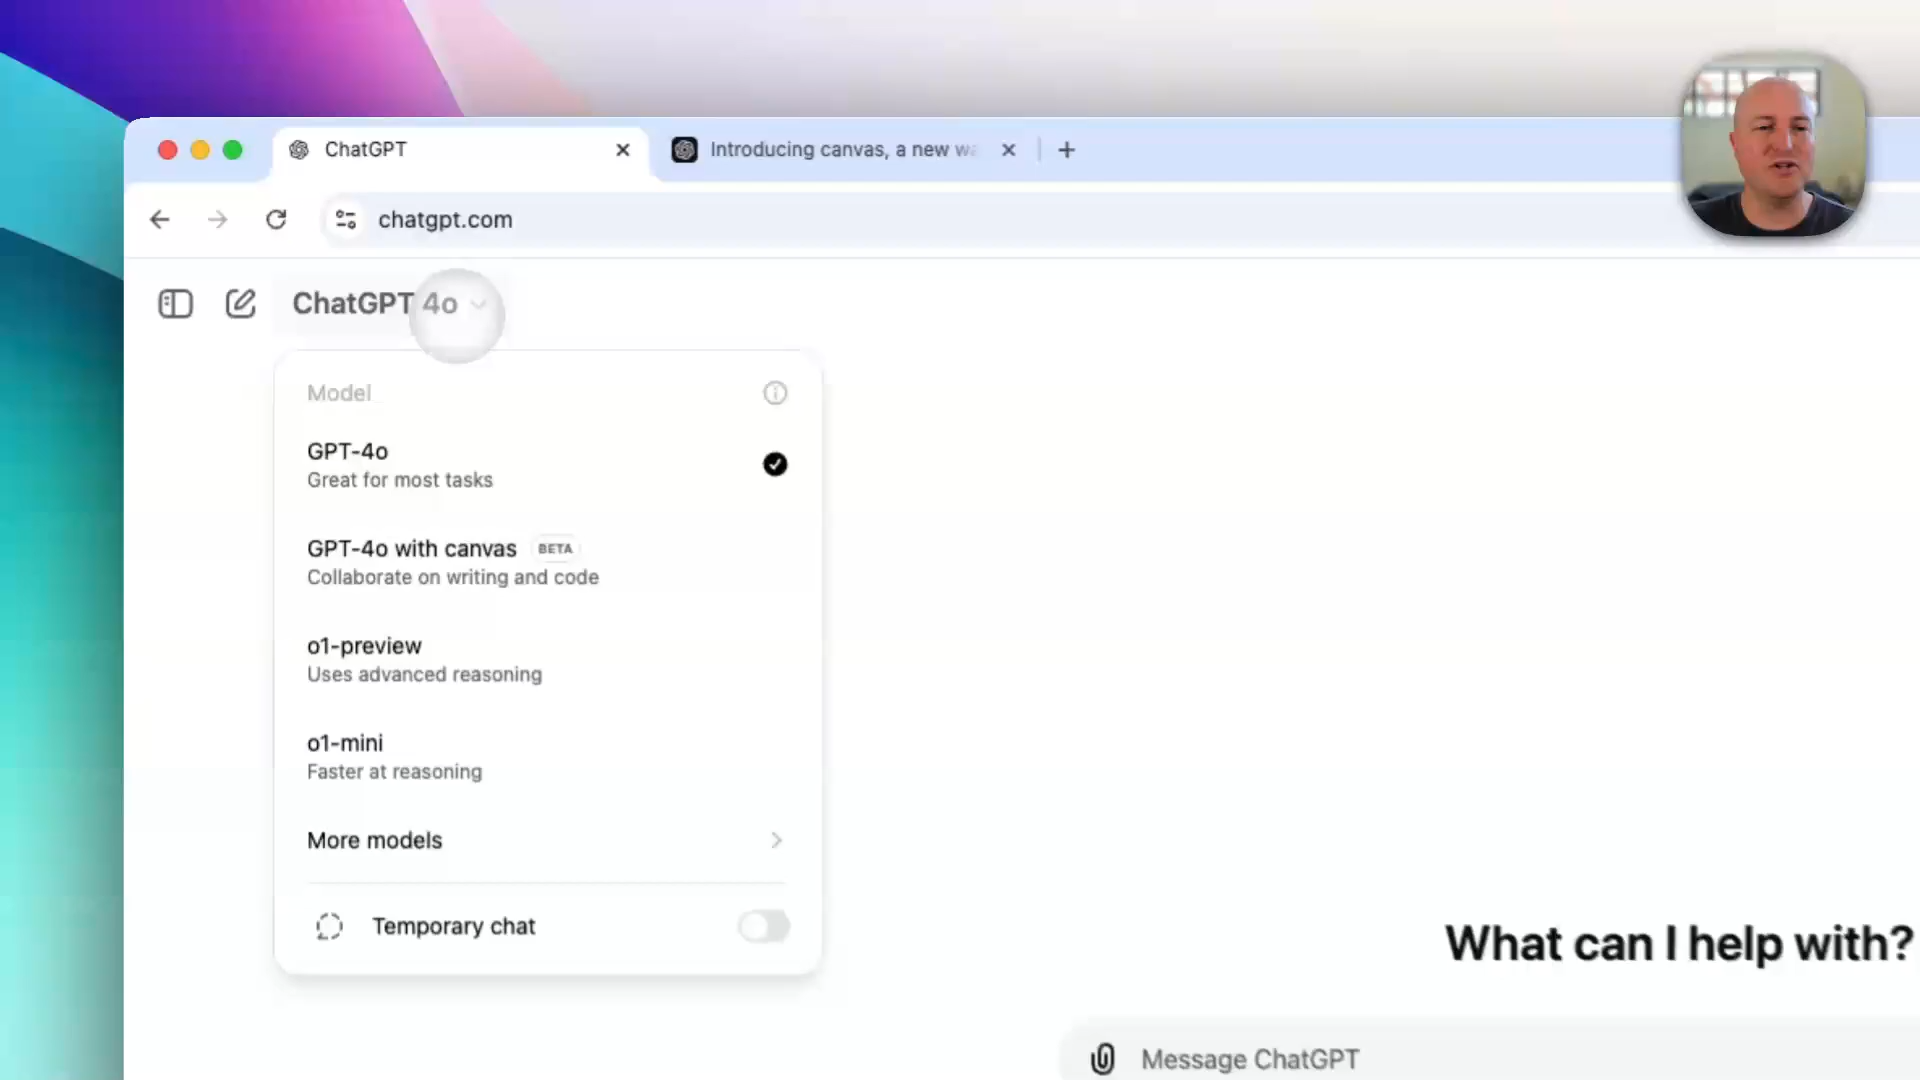 ChatGPT
Introducing canvas, a new wa
chatgpt.com
ChatGPT 4o
Model
GPT-4o
Great for most tasks
GPT-4o with canvas BETA
Collaborate on writing and code
o1-preview
Uses advanced reasoning
o1-mini
Faster at reasoning
More models
Temporary chat
What can I help with?
Message ChatGPT